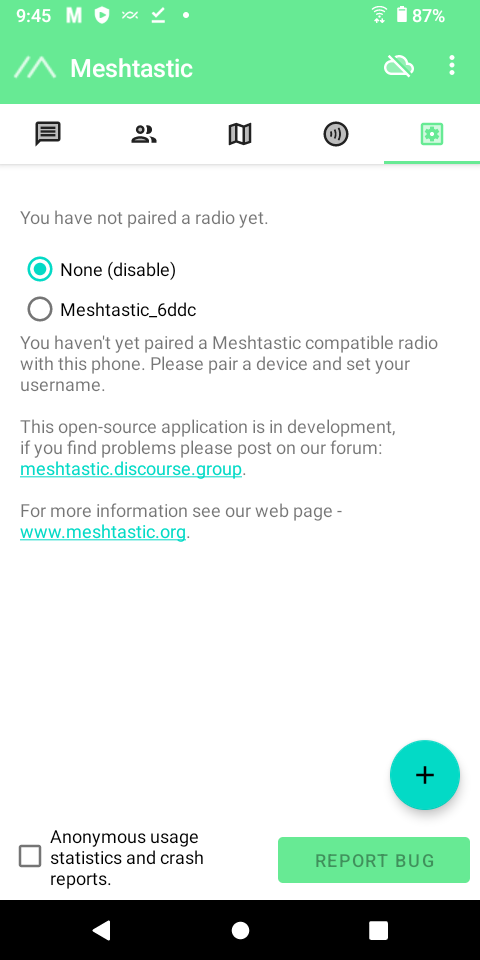 9:45
87%
Meshtastic
You have not paired a radio yet.
None (disable)
Meshtastic_6ddc
You haven't yet paired a Meshtastic compatible radio
with this phone. Please pair a device and set your
username.
This open-source application is in development,
if you find problems please post on our forum:
meshtastic.discourse.group.
For more information see our web page -
www.meshtastic.org.
Anonymous usage
statistics and crash
reports.
REPORT BUG